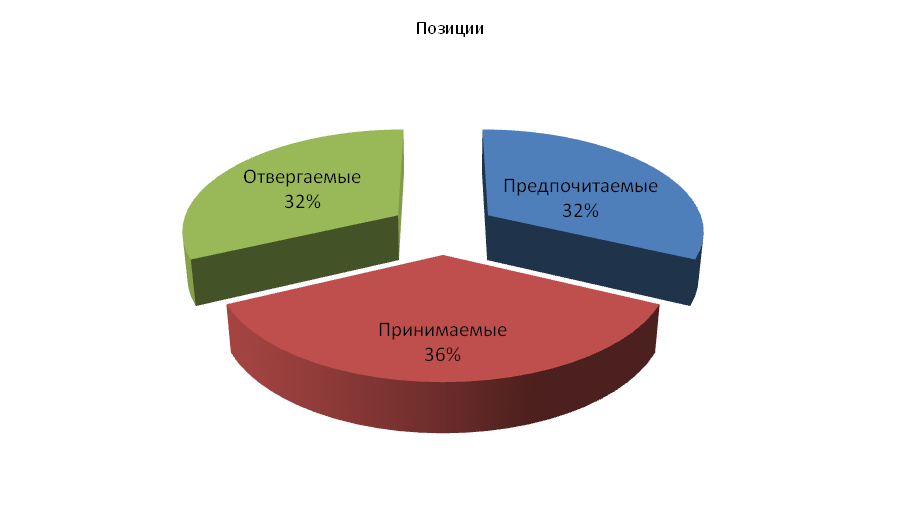 Позиции
Отвергаемые
32%
Предпочитаемые
32%
Принимаемые
36%